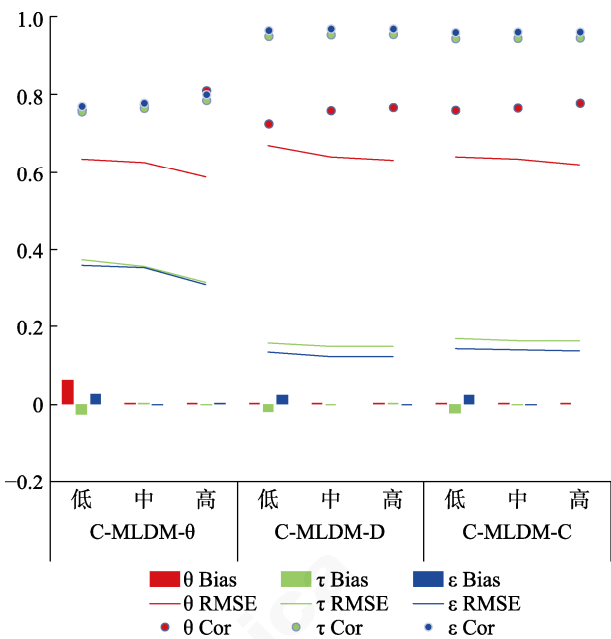 1.0
0.8
0.6
0.4
0.2
0
−0.2
低 中 高 低 中 高 低 中 高
C-MLDM-θ C-MLDM-D C-MLDM-C
θ Bias τ Bias ε Bias
θ RMSE τ RMSE ε RMSE
θ Cor τ Cor ε Cor